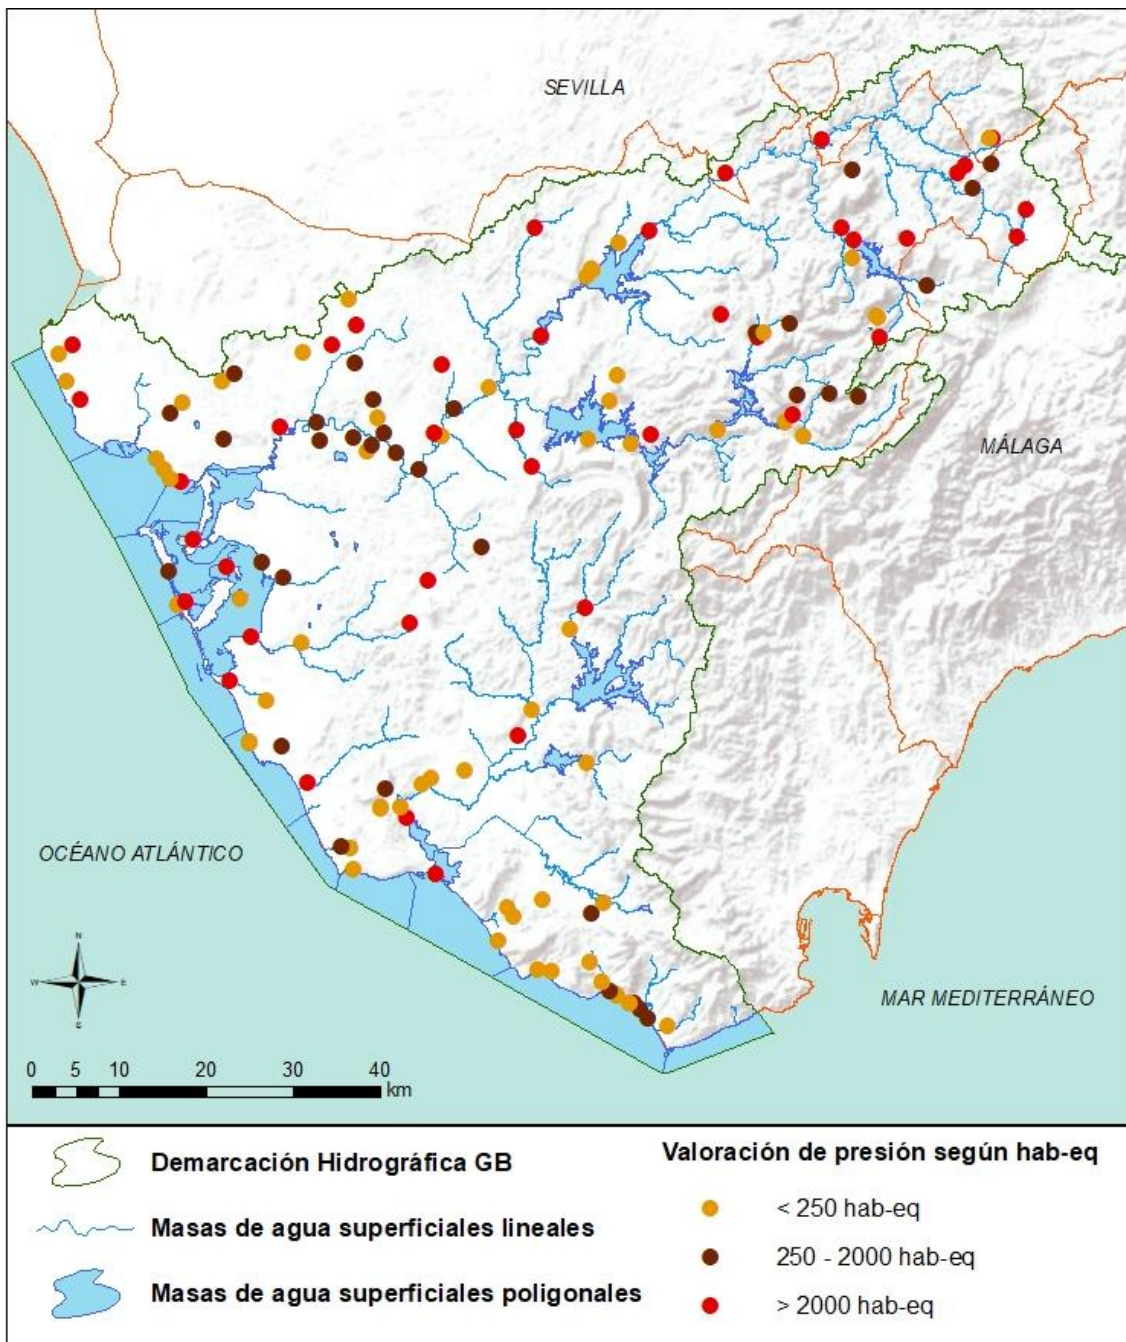 SEVILLA
MÁLAGA
OCÉANO ATLÁNTICO
MAR MEDITERRÁNEO
N
W E
S
0 5 10 20 30 40
km
Demarcación Hidrográfica GB
Masas de agua superficiales lineales
Masas de agua superficiales poligonales
Valoración de presión según hab-eq
< 250 hab-eq
250 - 2000 hab-eq
> 2000 hab-eq